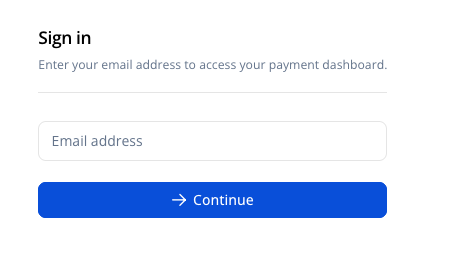 Sign in
Enter your email address to access your payment dashboard.
Email address
Continue